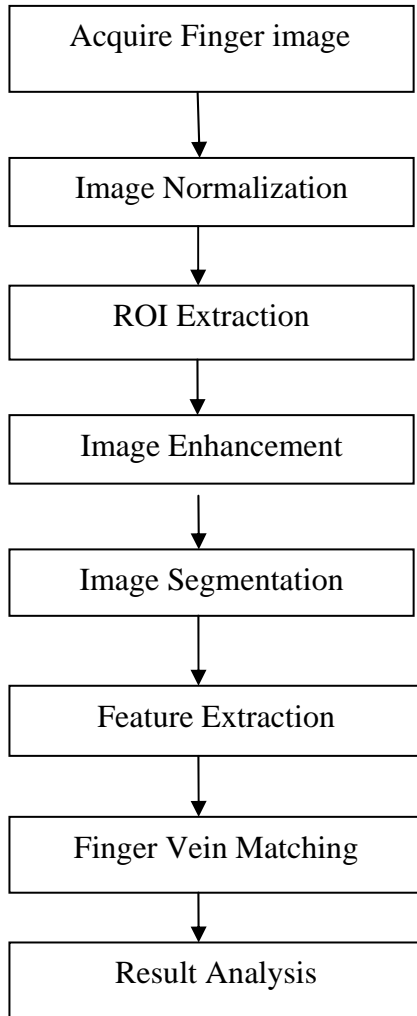 Acquire Finger image
Image Normalization
ROI Extraction
Image Enhancement
Image Segmentation
Feature Extraction
Finger Vein Matching
Result Analysis